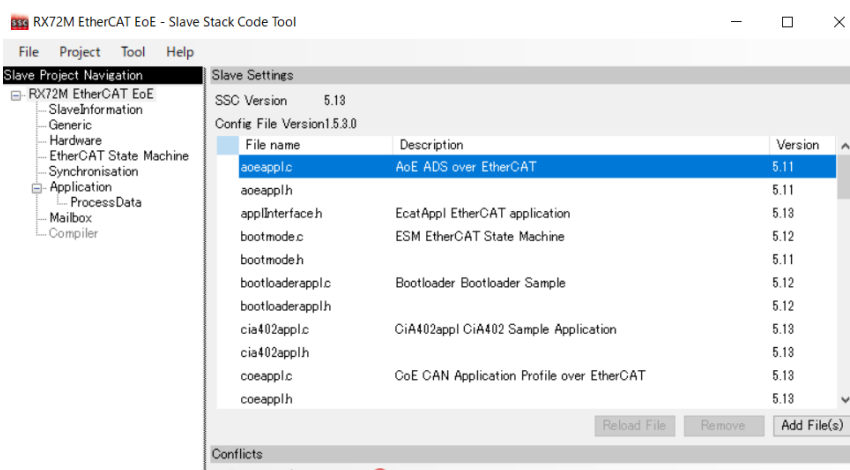 SSC RX72M EtherCAT EoE - Slave Stack Code Tool
File Project Tool Help
Slave Project Navigation
RX72M EtherCAT EoE
SlaveInformation
Generic
Hardware
EtherCAT State Machine
Synchronisation
Application
ProcessData
Mailbox
Compiler
Slave Settings
SSC Version 5.13
Config File Version1.5.3.0
File name Description Version
aoeappl.c AoE ADS over EtherCAT 5.11
aoeappl.h 5.11
applInterface.h EcatAppl EtherCAT application 5.13
bootmode.c ESM EtherCAT State Machine 5.12
bootmode.h 5.11
bootloaderappl.c Bootloader Bootloader Sample 5.12
bootloaderappl.h 5.12
cia402appl.c CiA402appl CiA402 Sample Application 5.13
cia402appl.h 5.13
coeappl.c CoE CAN Application Profile over EtherCAT 5.13
coeappl.h 5.13
Reload File Remove Add File(s)
Conflicts